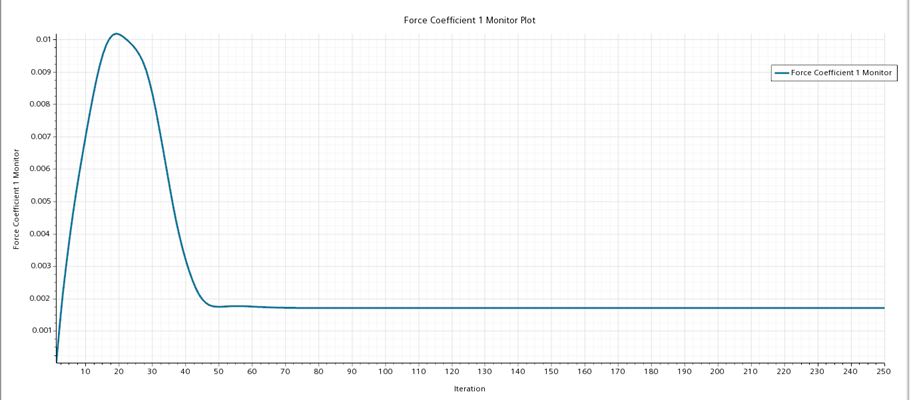 Force Coefficient 1 Monitor Plot
Force Coefficient 1 Monitor
0.01
0.009
0.008
0.007
0.006
0.005
0.004
0.003
0.002
0.001
Force Coefficient 1 Monitor
10 20 30 40 50 60 70 80 90 100 110 120 130 140 150 160 170 180 190 200 210 220 230 240 250
Iteration